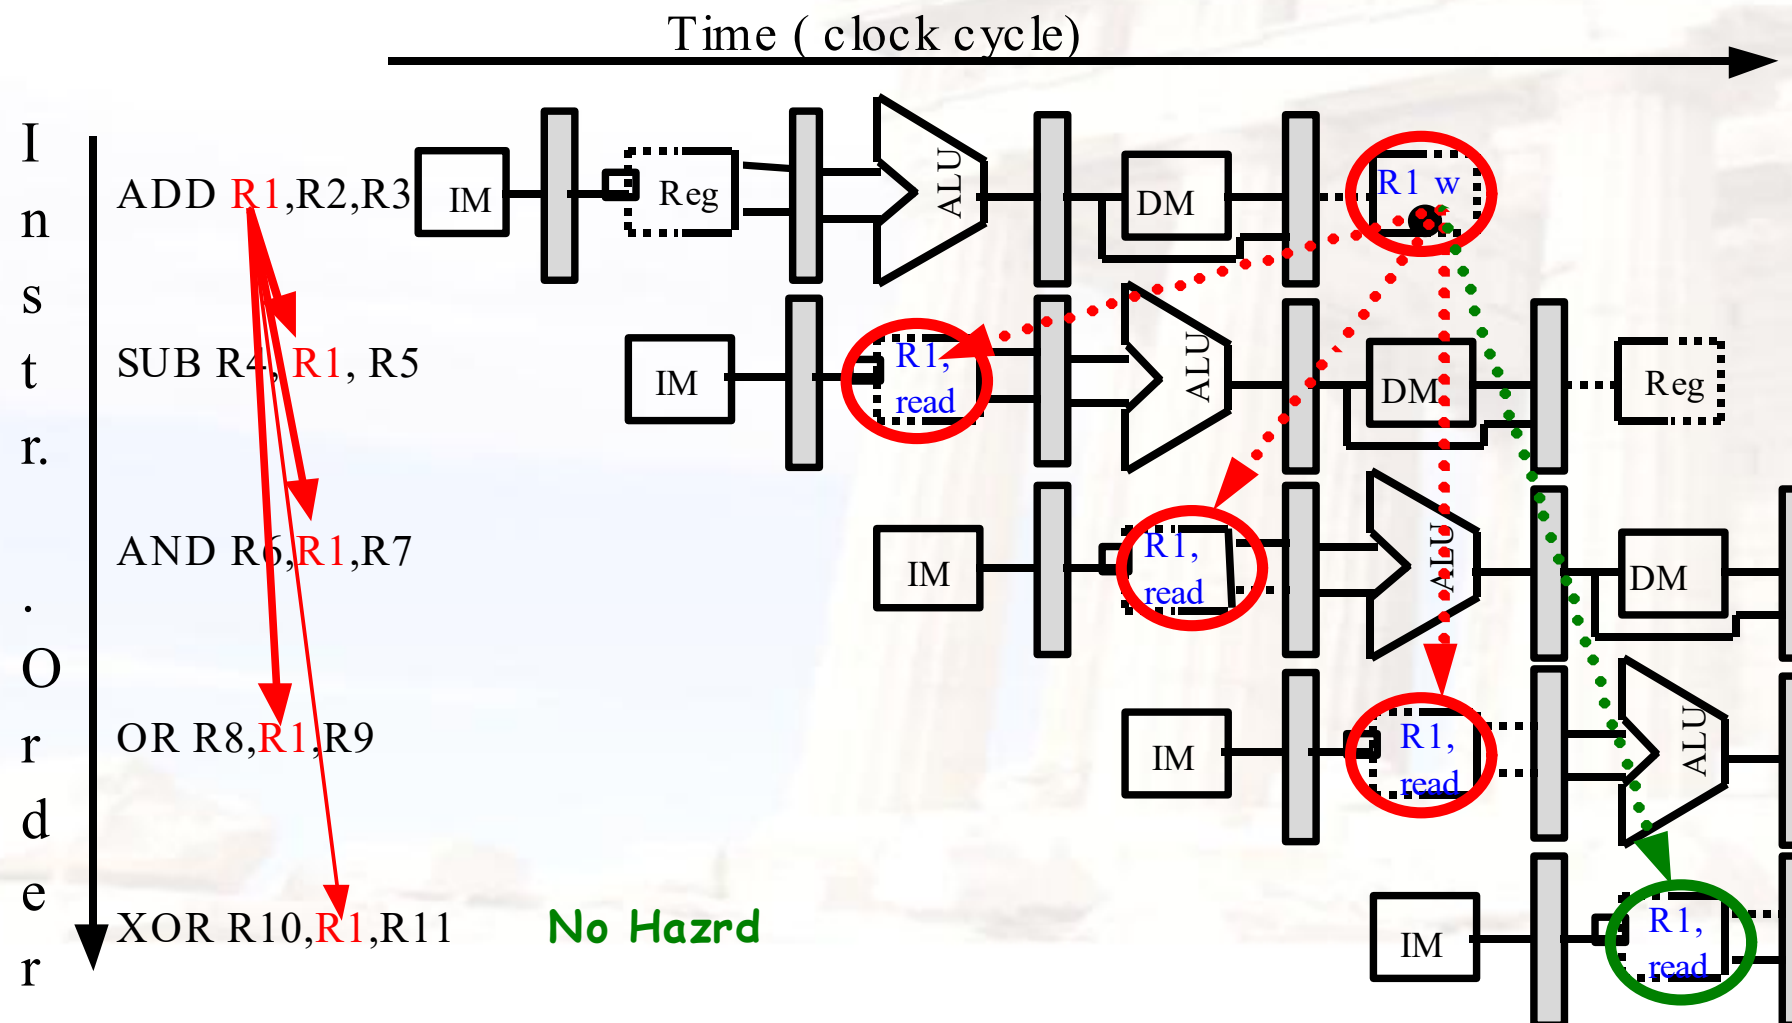 Time ( clock cycle)
I
n
s
t
r.
.
O
r
d
e
r
ADD R1,R2,R3
IM
Reg
ALU
DM
R1 w
SUB R4, R1, R5
IM
R1,
read
ALU
DM
Reg
AND R6,R1,R7
IM
R1,
read
ALU
DM
OR R8,R1,R9
IM
R1,
read
ALU
XOR R10,R1,R11
No Hazrd
IM
R1,
read